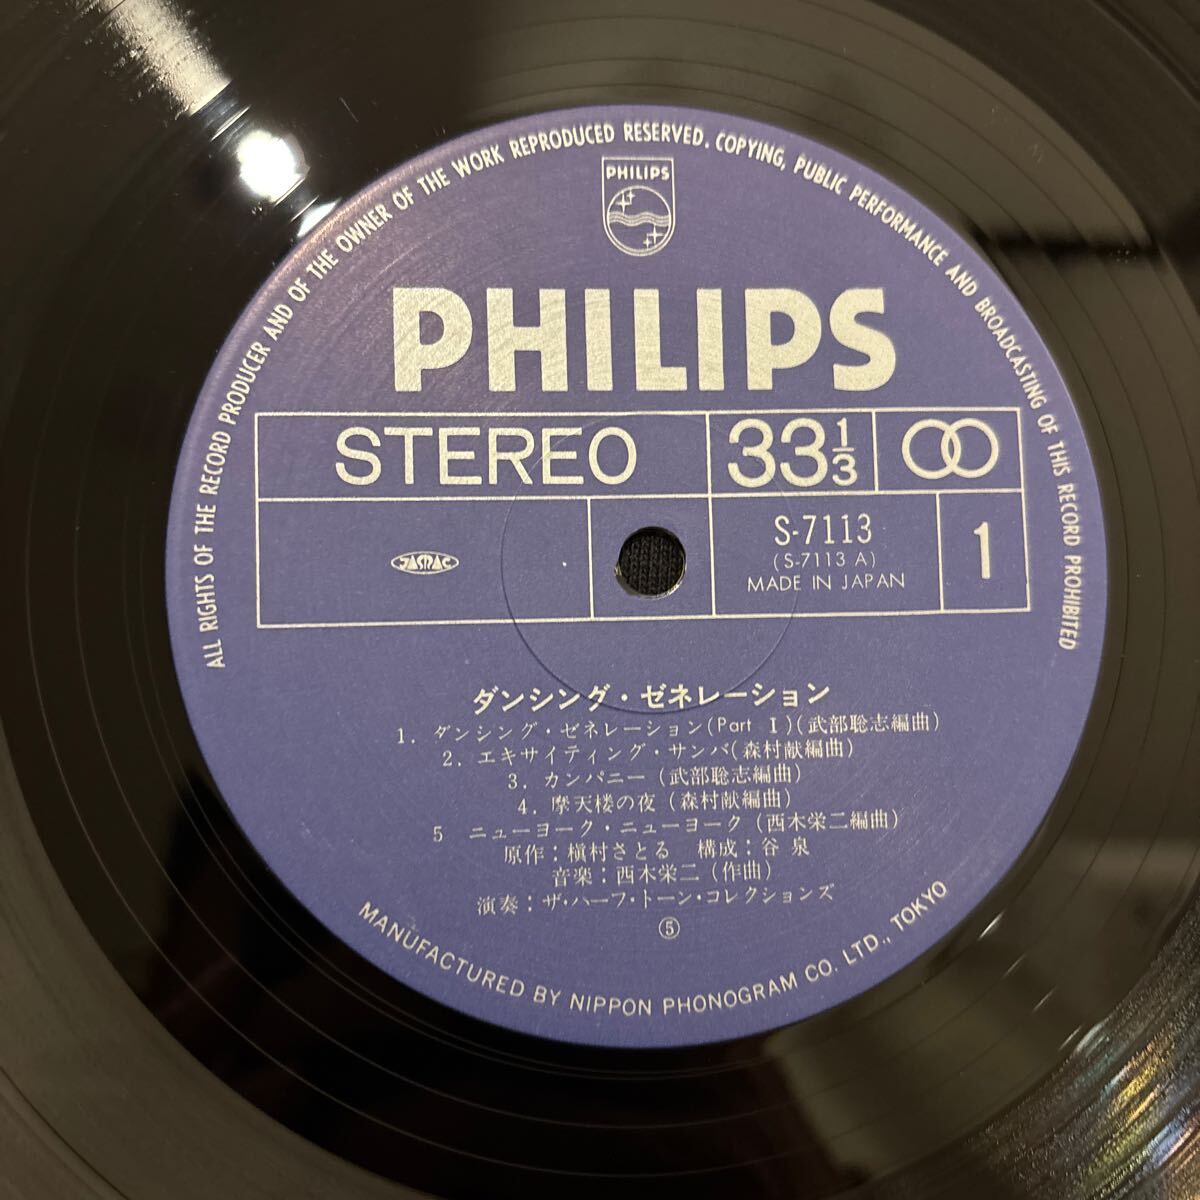 ALL RIGHTS OF THE RECORD PRODUCER AND OF THE OWNER OF THE WORK REPRODUCED RESERVED. COPYING, PUBLIC PERFORMANCE AND BROADCASTING OF THIS RECORD PROHIBITED
PHILIPS
PHILIPS
STEREO 33 1/3
JASRAC
S-7113
(S-7113 A)
MADE IN JAPAN
1
ダンシング・ゼネレーション
1. ダンシング・ゼネレーション(Part I)(武部聡志編曲)
2. エキサイティング・サンバ(森村献編曲)
3. カンパニー(武部聡志編曲)
4. 摩天楼の夜(森村献編曲)
5 ニューヨーク・ニューヨーク(西木栄二編曲)
原作:槇村さとる 構成:谷 泉
音楽:西木栄二(作曲)
演奏:ザ・ハーフ・トーン・コレクションズ
⑤
MANUFACTURED BY NIPPON PHONOGRAM CO. LTD., TOKYO